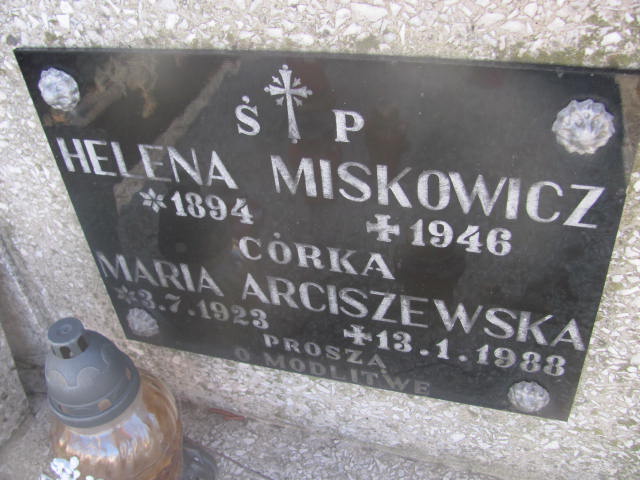 Ś P
HELENA MISKOWICZ
*1894 +1946
CÓRKA
MARIA ARCISZEWSKA
*3.7.1923 +13.1.1988
PROSZĄ
O MODLITWĘ